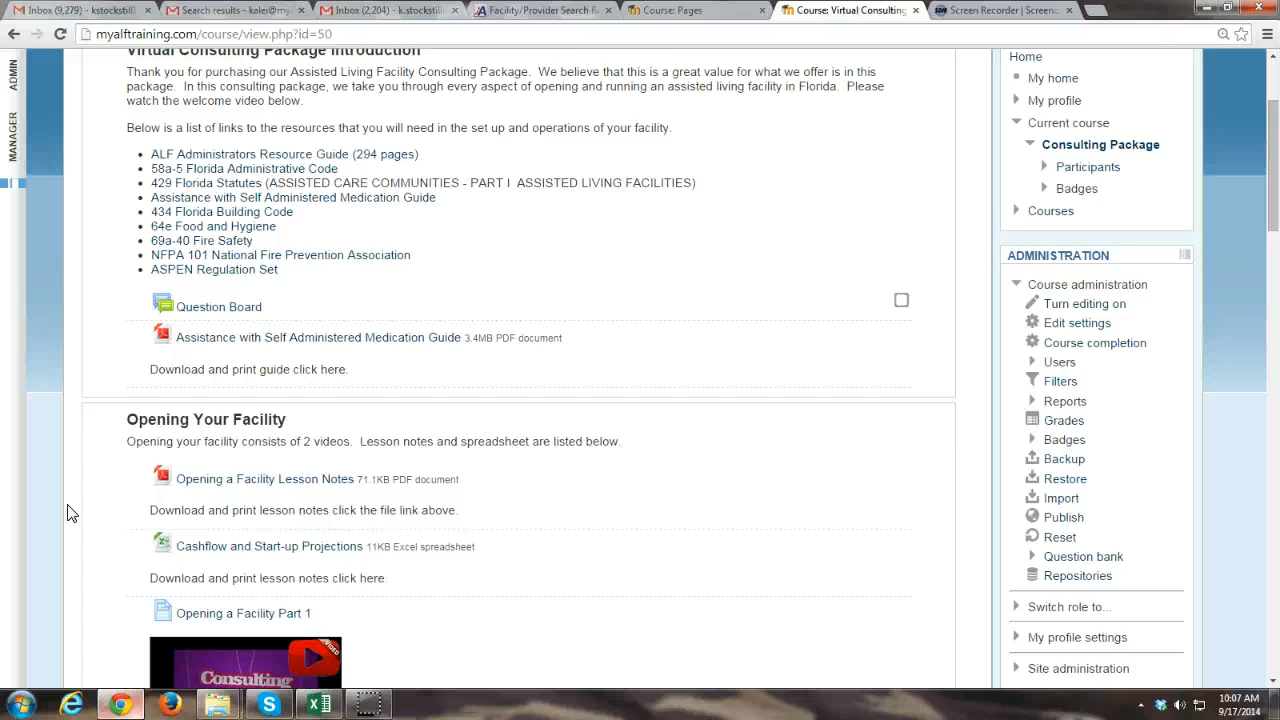 Inbox (9,279) - kstockstill
Search results - kalei@my
Inbox (2,204) - k.stockstill
Facility/Provider Search R
Course: Pages
Course: Virtual Consulting
Screen Recorder | Screenc
myalftraining.com/course/view.php?id=50
ADMIN
MANAGER
Virtual Consulting Package Introduction
Thank you for purchasing our Assisted Living Facility Consulting Package. We believe that this is a great value for what we offer is in this
package. In this consulting package, we take you through every aspect of opening and running an assisted living facility in Florida. Please
watch the welcome video below.
Below is a list of links to the resources that you will need in the set up and operations of your facility.
• ALF Administrators Resource Guide (294 pages)
• 58a-5 Florida Administrative Code
• 429 Florida Statutes (ASSISTED CARE COMMUNITIES - PART I ASSISTED LIVING FACILITIES)
• Assistance with Self Administered Medication Guide
• 434 Florida Building Code
• 64e Food and Hygiene
• 69a-40 Fire Safety
• NFPA 101 National Fire Prevention Association
• ASPEN Regulation Set
Question Board
Assistance with Self Administered Medication Guide 3.4MB PDF document
Download and print guide click here.
Opening Your Facility
Opening your facility consists of 2 videos. Lesson notes and spreadsheet are listed below.
Opening a Facility Lesson Notes 71.1KB PDF document
Download and print lesson notes click the file link above.
Cashflow and Start-up Projections 11KB Excel spreadsheet
Download and print lesson notes click here.
Opening a Facility Part 1
Consulting
VIDEO
Home
My home
My profile
Current course
Consulting Package
Participants
Badges
Courses
ADMINISTRATION
Course administration
Turn editing on
Edit settings
Course completion
Users
Filters
Reports
Grades
Badges
Backup
Restore
Import
Publish
Reset
Question bank
Repositories
Switch role to...
My profile settings
Site administration
10:07 AM
9/17/2014